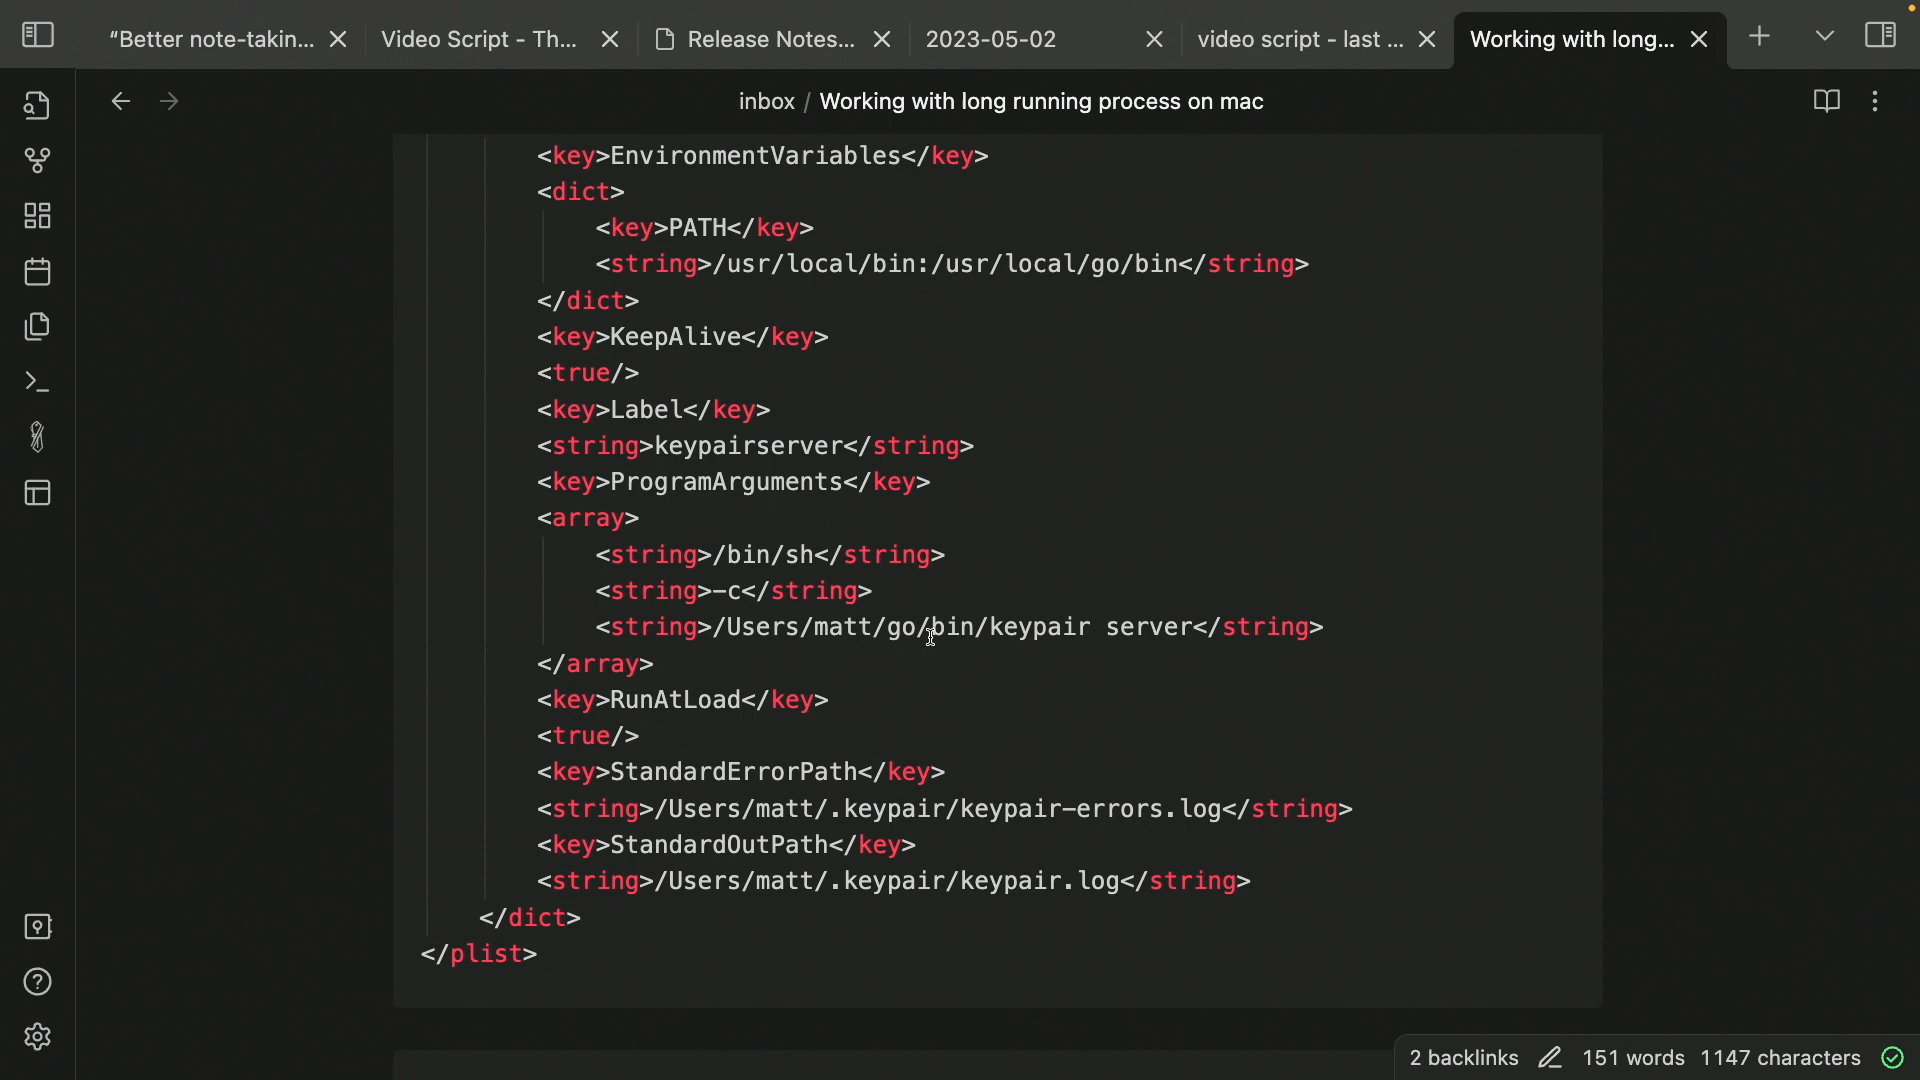 “Better note-takin...
Video Script - Th...
Release Notes...
2023-05-02
video script - last ...
Working with long...
inbox / Working with long running process on mac
<key>EnvironmentVariables</key>
<dict>
<key>PATH</key>
<string>/usr/local/bin:/usr/local/go/bin</string>
</dict>
<key>KeepAlive</key>
<true/>
<key>Label</key>
<string>keypairserver</string>
<key>ProgramArguments</key>
<array>
<string>/bin/sh</string>
<string>-c</string>
<string>/Users/matt/go/bin/keypair server</string>
</array>
<key>RunAtLoad</key>
<true/>
<key>StandardErrorPath</key>
<string>/Users/matt/.keypair/keypair-errors.log</string>
<key>StandardOutPath</key>
<string>/Users/matt/.keypair/keypair.log</string>
</dict>
</plist>
2 backlinks 151 words 1147 characters